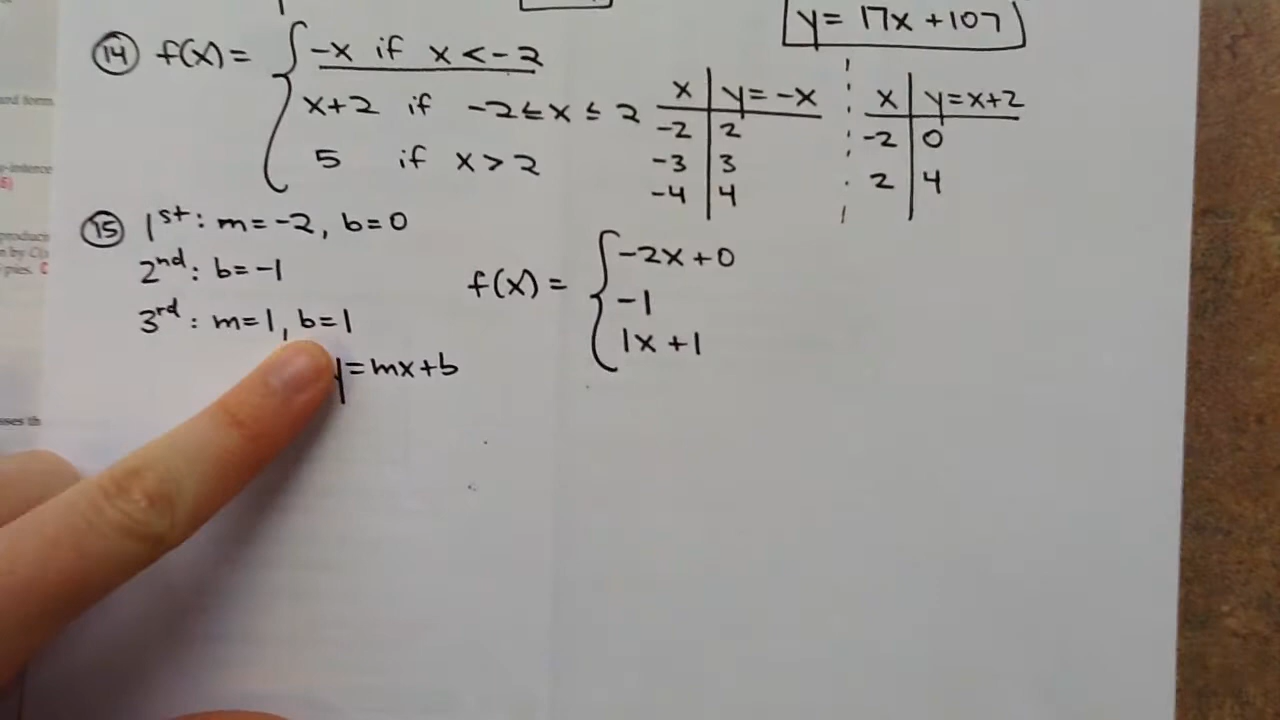 y = 17x + 107
14 f(x) = { -x if x < -2
x+2 if -2 ≤ x ≤ 2
5 if x > 2
x | y = -x
-2 | 2
-3 | 3
-4 | 4
x | y = x+2
-2 | 0
2 | 4
15 1st: m = -2, b = 0
2nd: b = -1
3rd: m = 1, b = 1
y = mx + b
f(x) = { -2x + 0
-1
1x + 1